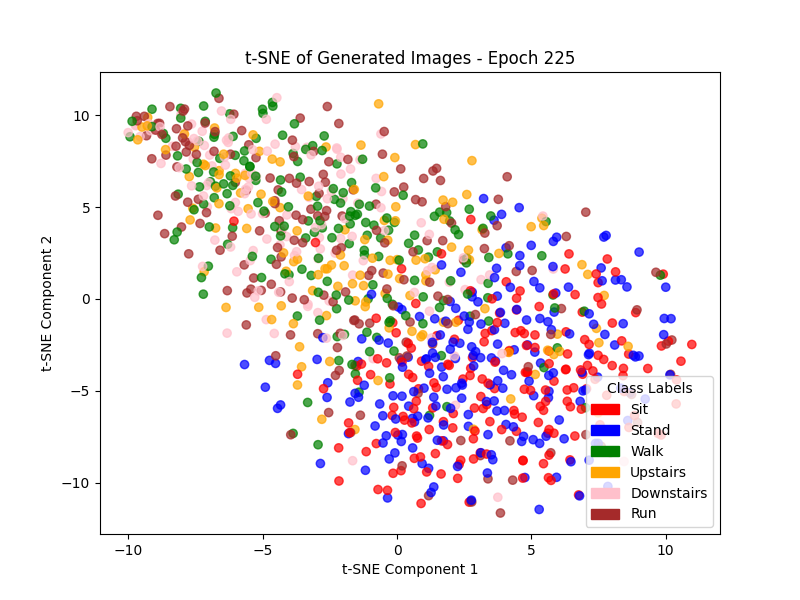 t-SNE of Generated Images - Epoch 225
10
5
0
−5
−10
t-SNE Component 2
−10
−5
0
5
10
t-SNE Component 1
Class Labels
Sit
Stand
Walk
Upstairs
Downstairs
Run